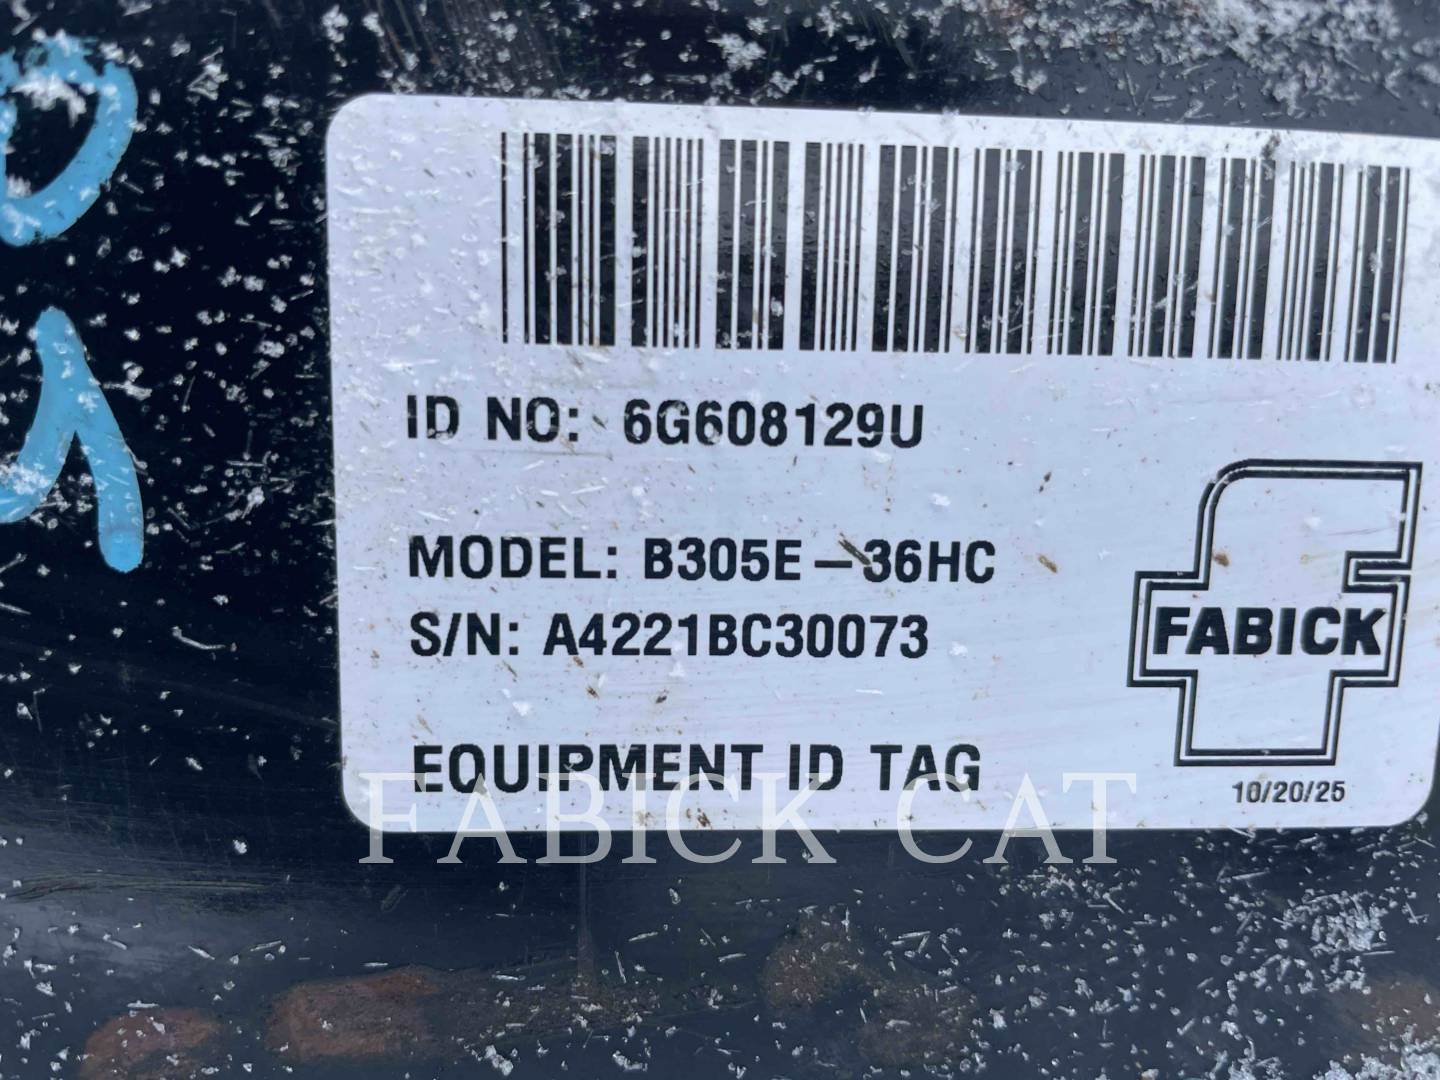 ID NO: 6G608129U
MODEL: B305E-36HC
S/N: A4221BC30073
FABICK
EQUIPMENT ID TAG
10/20/25
FABICK CAT